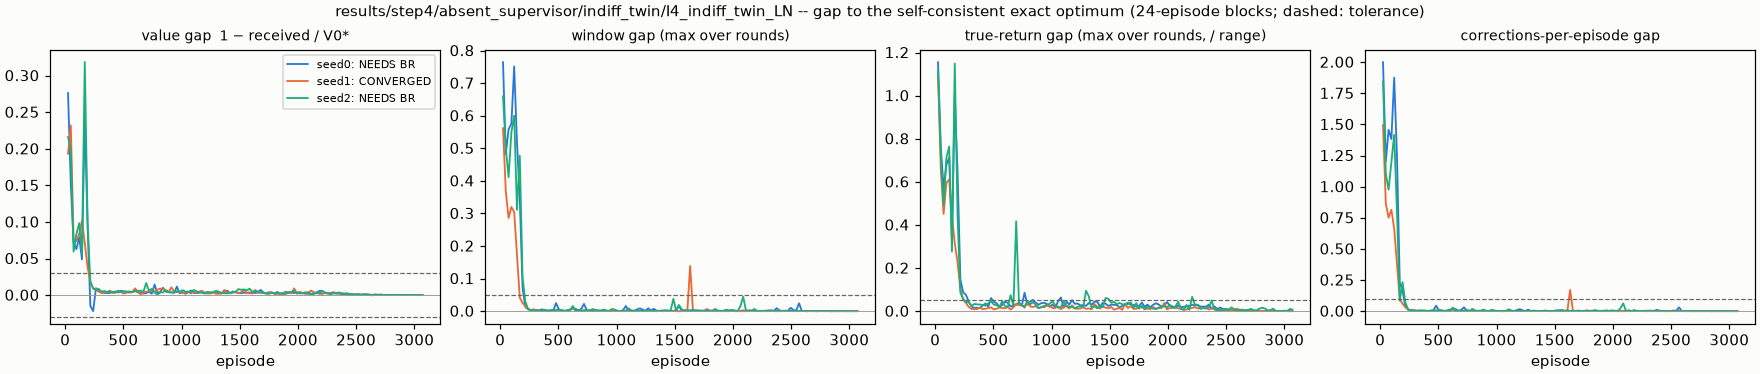 results/step4/absent_supervisor/indiff_twin/l4_indiff_twin_LN -- gap to the self-consistent exact optimum (24-episode blocks; dashed: tolerance)
value gap  1 − received / V0*
0.30
0.25
0.20
0.15
0.10
0.05
0.00
0 500 1000 1500 2000 2500 3000
episode
seed0: NEEDS BR
seed1: CONVERGED
seed2: NEEDS BR
window gap (max over rounds)
0.8
0.7
0.6
0.5
0.4
0.3
0.2
0.1
0.0
0 500 1000 1500 2000 2500 3000
episode
true-return gap (max over rounds, / range)
1.2
1.0
0.8
0.6
0.4
0.2
0.0
0 500 1000 1500 2000 2500 3000
episode
corrections-per-episode gap
2.00
1.75
1.50
1.25
1.00
0.75
0.50
0.25
0.00
0 500 1000 1500 2000 2500 3000
episode